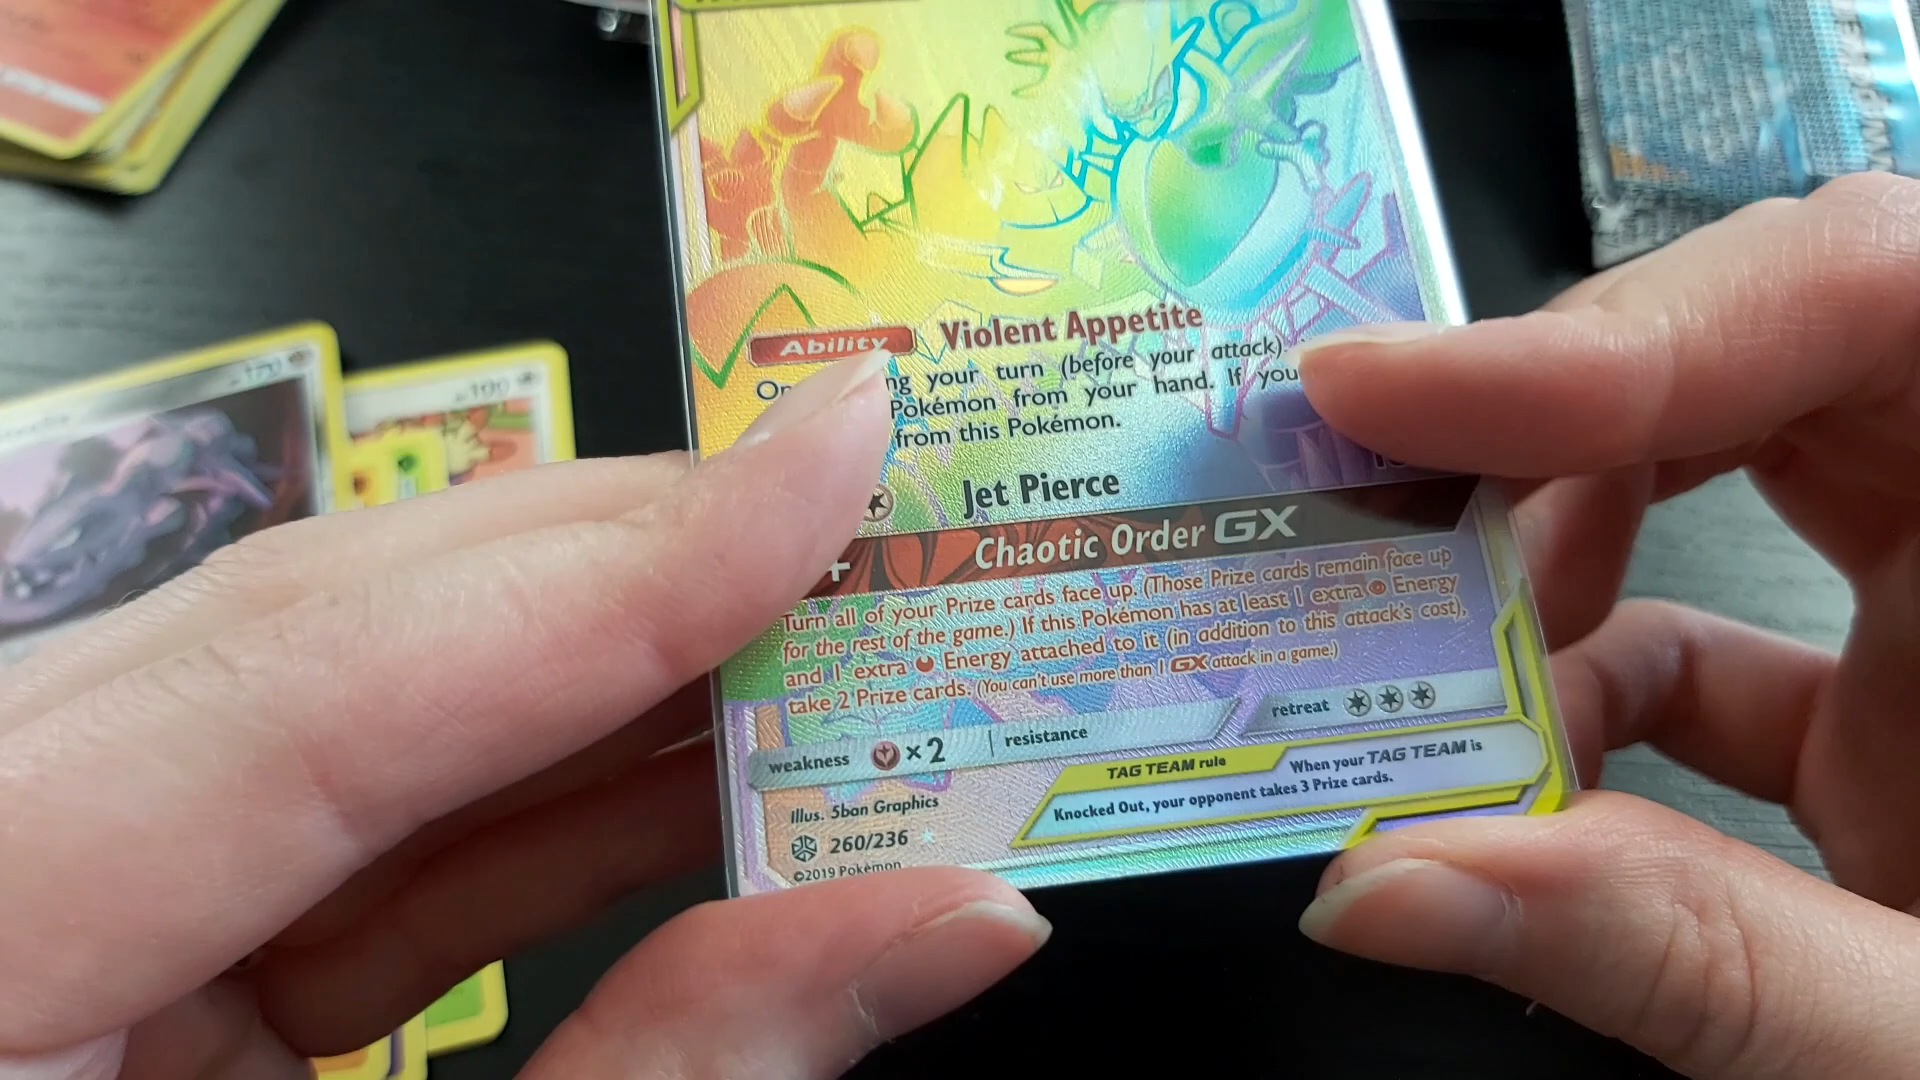 Ability Violent Appetite
ng your turn (before your attack)
Pokémon from your hand. If you
from this Pokémon.
Jet Pierce
+ Chaotic Order GX
Turn all of your Prize cards face up. (Those Prize cards remain face up
for the rest of the game.) If this Pokémon has at least 1 extra Energy
and 1 extra Energy attached to it (in addition to this attack's cost),
take 2 Prize cards. (You can't use more than 1 GX attack in a game.)
weakness ×2 resistance
retreat
TAG TEAM rule When your TAG TEAM is
Knocked Out, your opponent takes 3 Prize cards.
Illus. 5ban Graphics
260/236
©2019 Pokémon
170
100